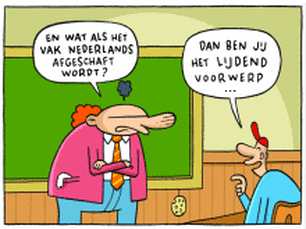 EN WAT ALS HET
VAK NEDERLANDS
AFGESCHAFT
WORDT?
DAN BEN JIJ
HET LIJDEND
VOORWERP
...